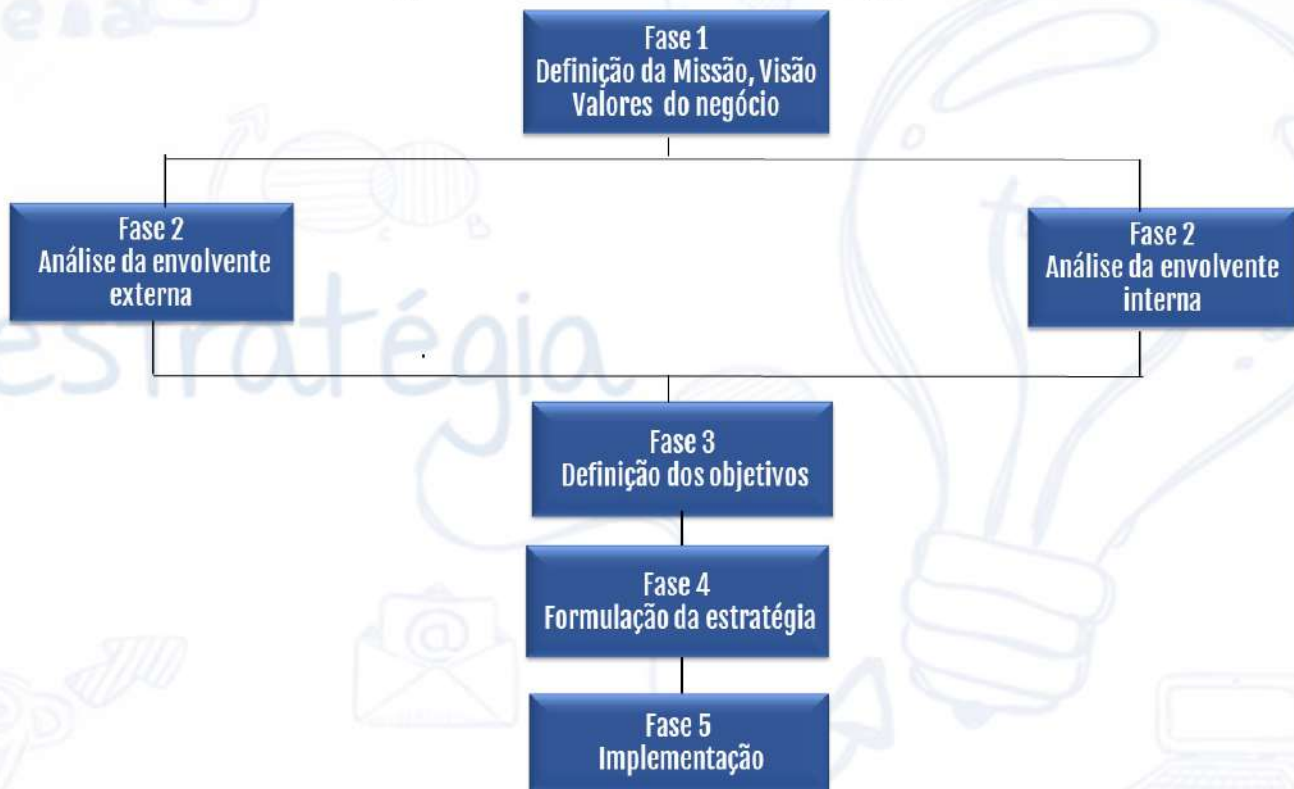 Fase 1
Definição da Missão, Visão
Valores do negócio
Fase 2
Análise da envolvente
externa
Fase 2
Análise da envolvente
interna
estratégia
Fase 3
Definição dos objetivos
Fase 4
Formulação da estratégia
@
Fase 5
Implementação